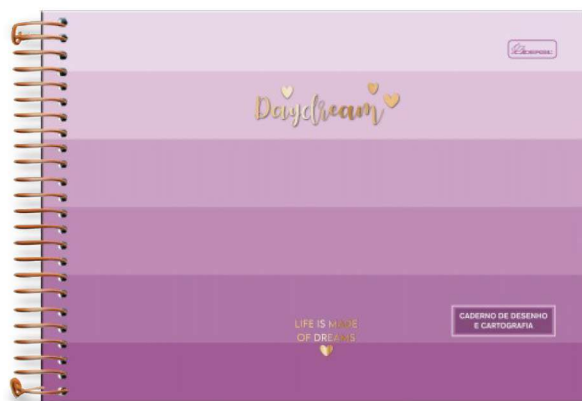 Daydream
LIFE IS MADE
OF DREAMS
CADERNO DE DESENHO
E CARTOGRAFIA